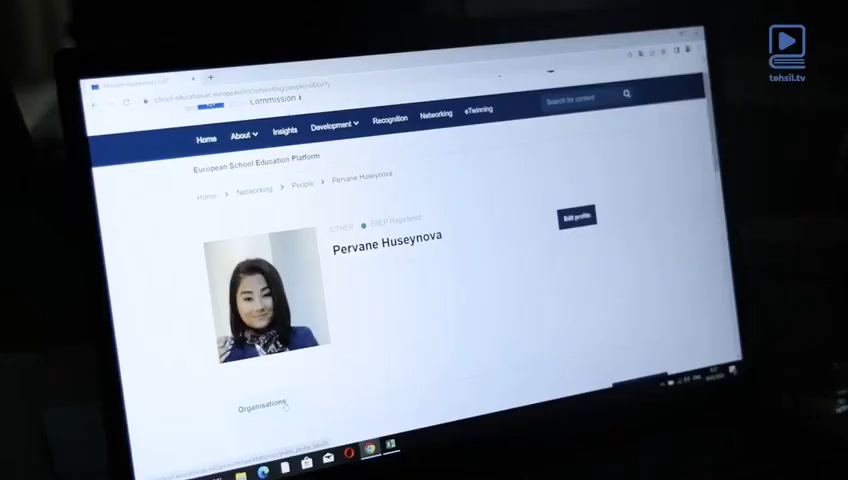 tehsil.tv
Commission
Home About Insights Development Recognition Networking eTwinning Search for content
European School Education Platform
Home > Networking > People > Pervane Huseynova
OTHER ESEP Registered
Pervane Huseynova
Edit profile
Organisations